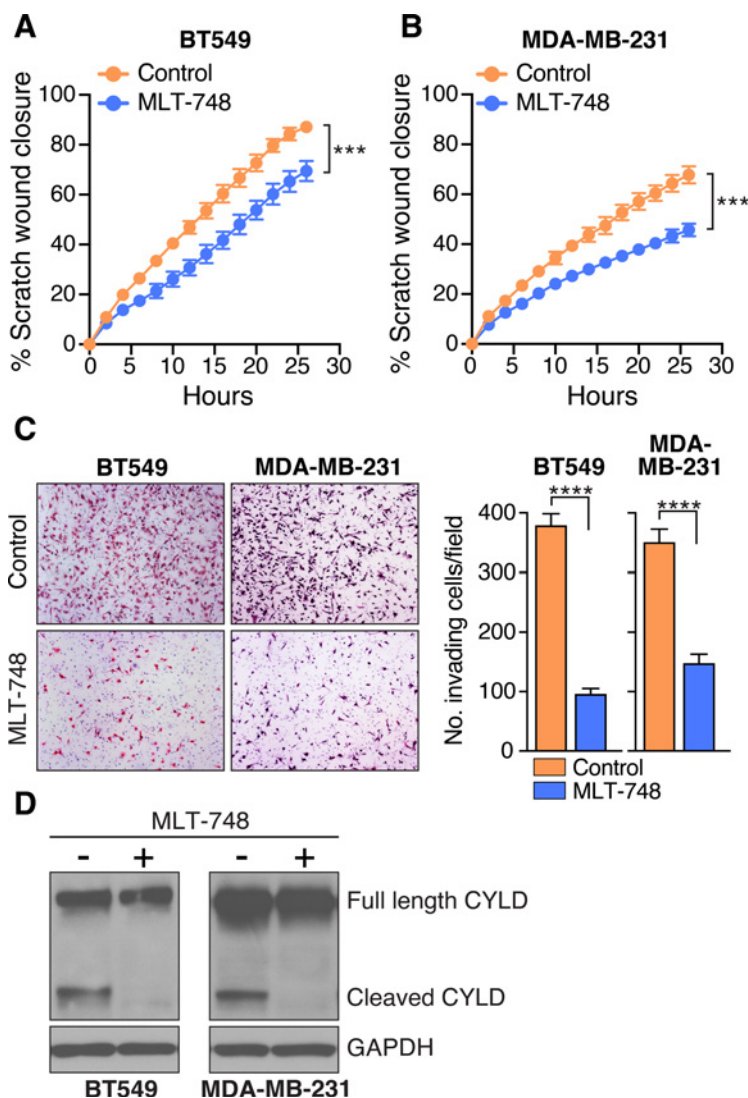 A
BT549
Control
MLT-748
% Scratch wound closure
100
80
60
40
20
0
0 5 10 15 20 25 30
Hours
***
B
MDA-MB-231
Control
MLT-748
% Scratch wound closure
100
80
60
40
20
0
0 5 10 15 20 25 30
Hours
***
C
BT549 MDA-MB-231
Control
MLT-748
BT549
MDA-
MB-231
No. invading cells/field
400
300
200
100
0
****
****
Control
MLT-748
D
MLT-748
- + - +
Full length CYLD
Cleaved CYLD
GAPDH
BT549 MDA-MB-231